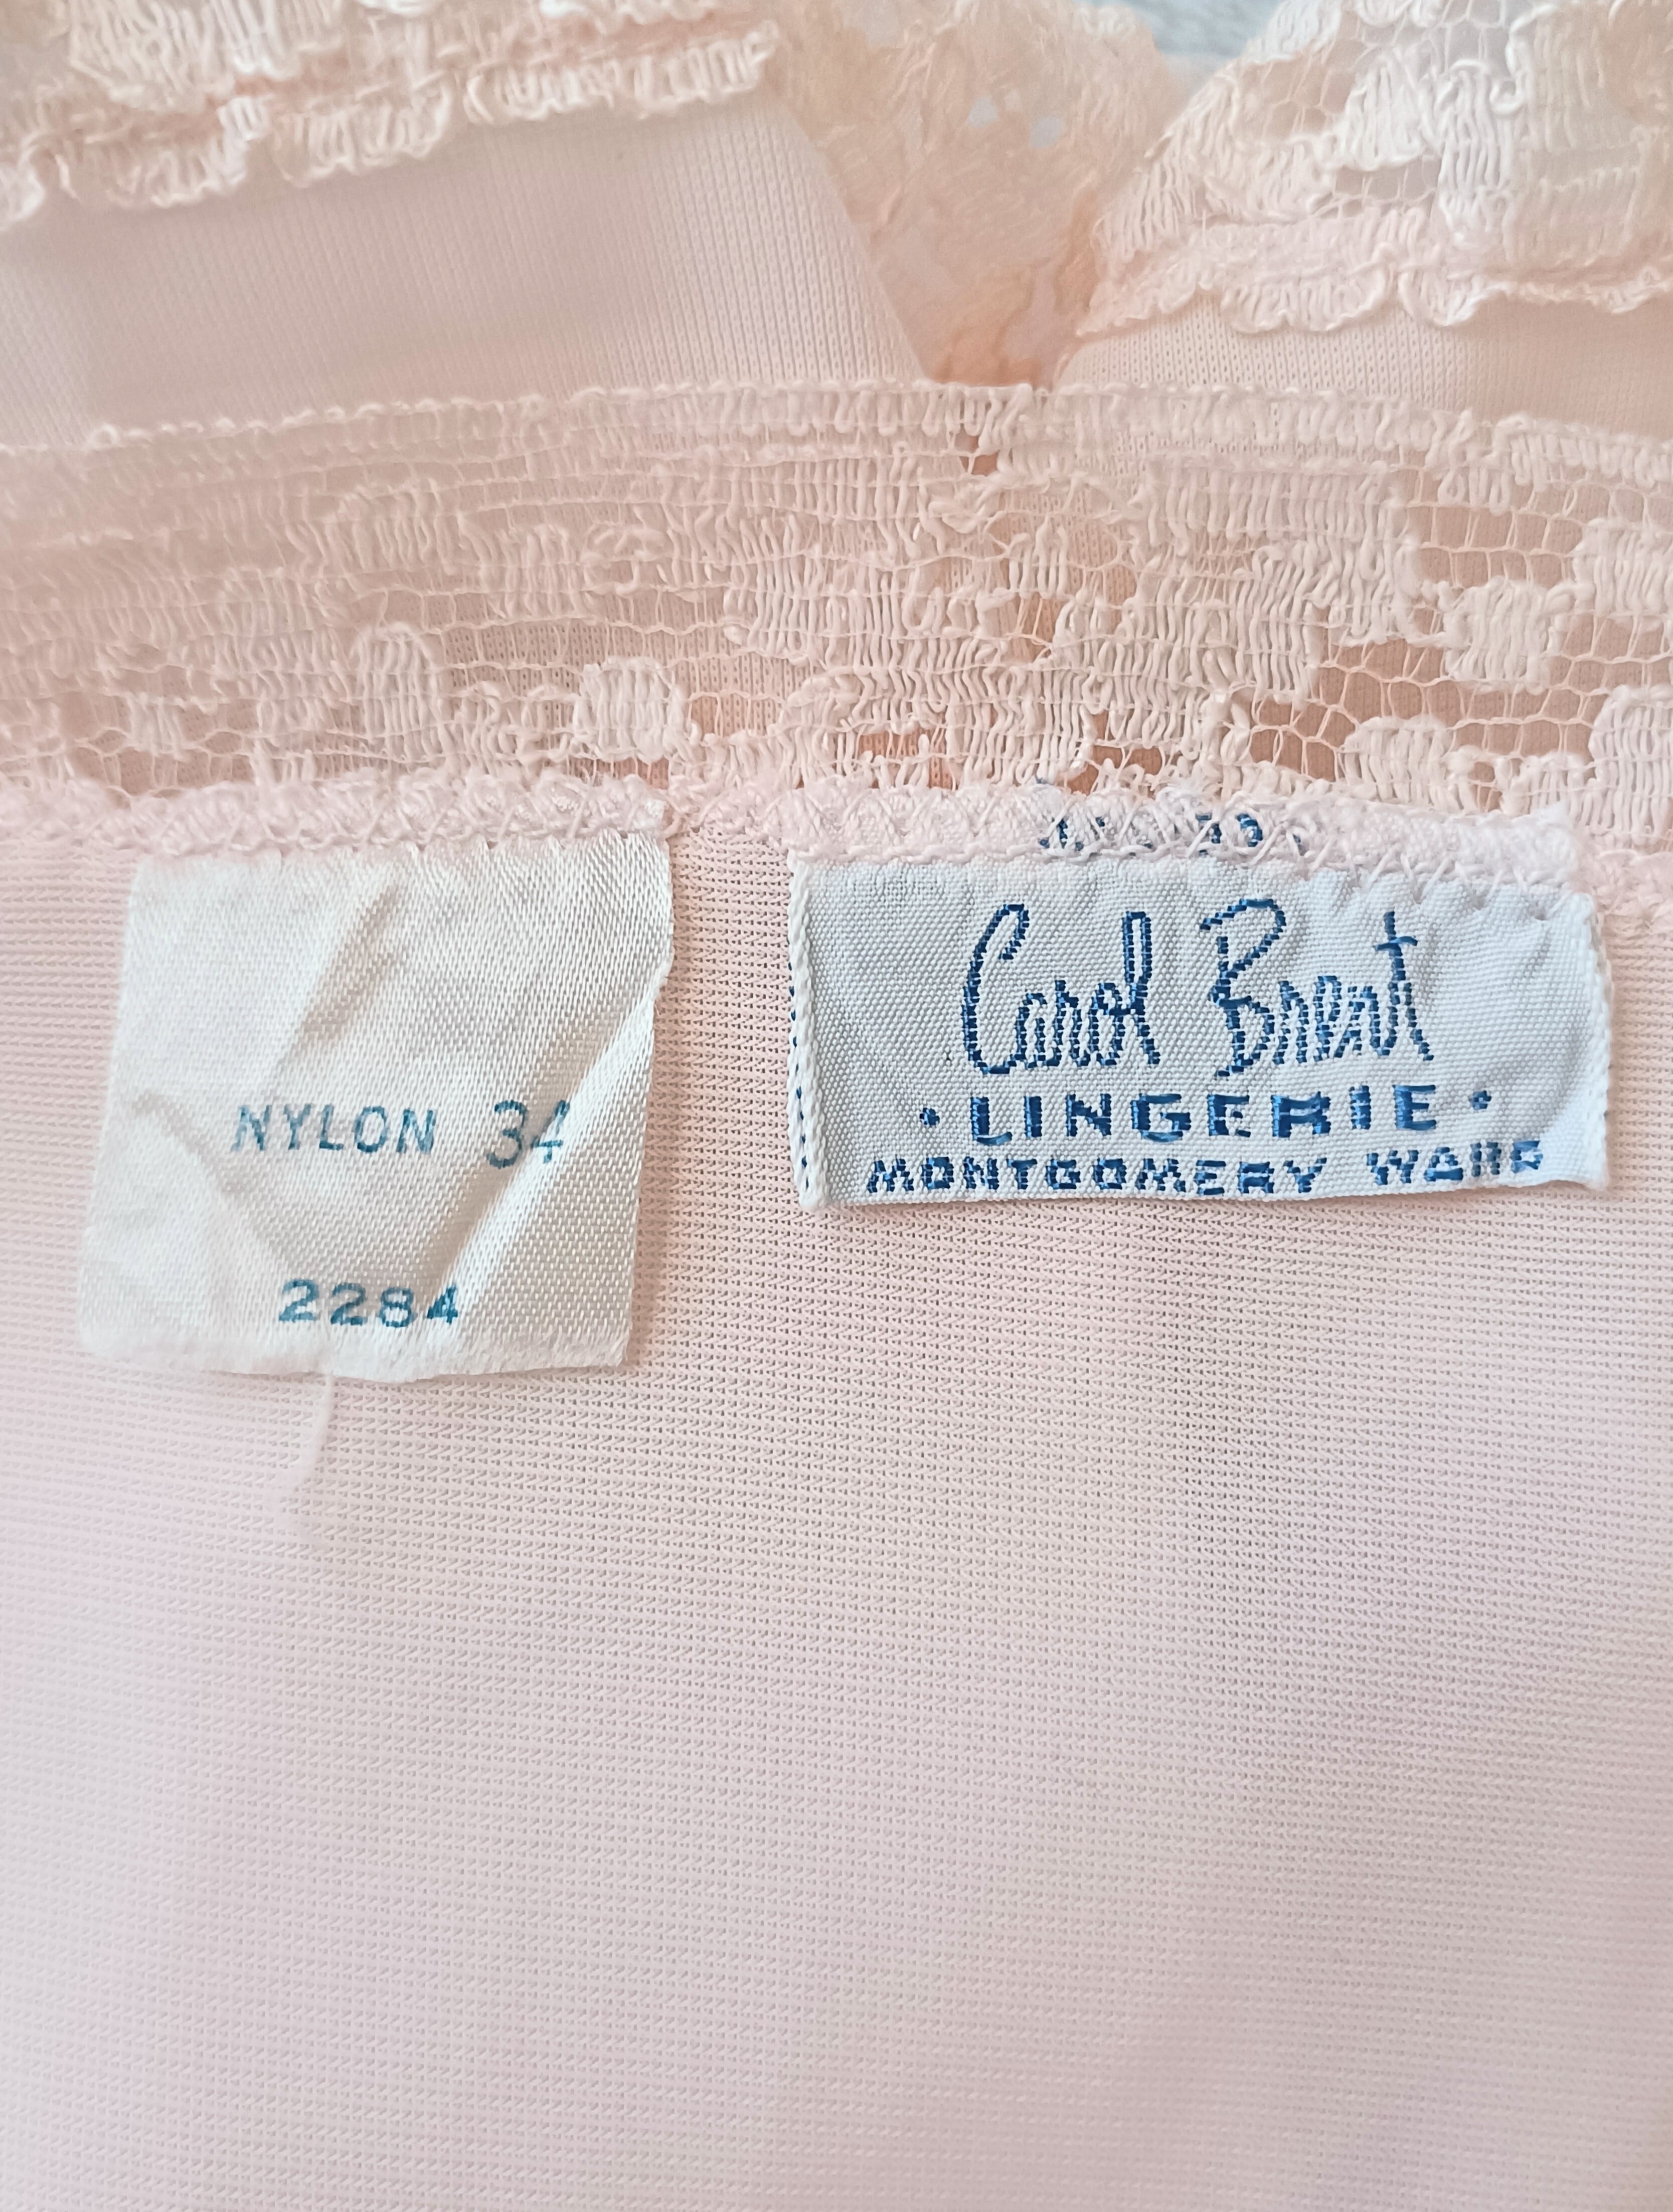 NYLON 34
2284
Carol Brent
· LINGERIE ·
MONTGOMERY WARD